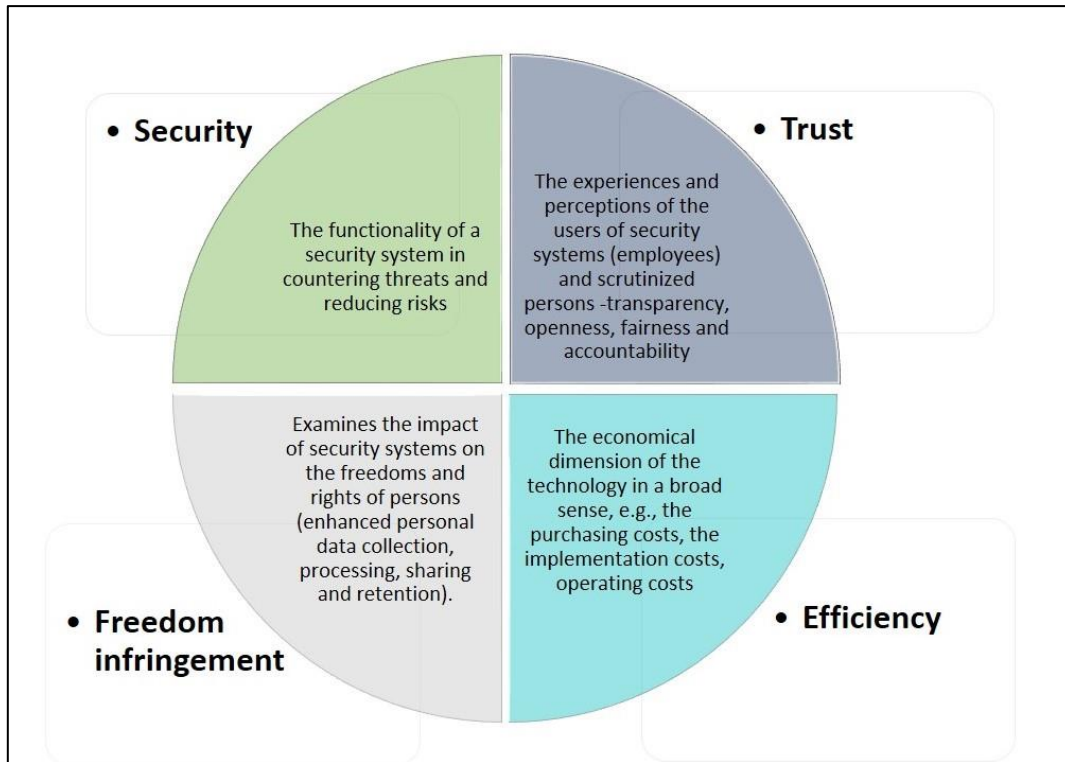 • Security
The functionality of a
security system in
countering threats and
reducing risks
• Trust
The experiences and
perceptions of the
users of security
systems (employees)
and scrutinized
persons -transparency,
openness, fairness and
accountability
Examines the impact
of security systems on
the freedoms and
rights of persons
(enhanced personal
data collection,
processing, sharing
and retention).
• Freedom
infringement
The economical
dimension of the
technology in a broad
sense, e.g., the
purchasing costs, the
implementation costs,
operating costs
• Efficiency